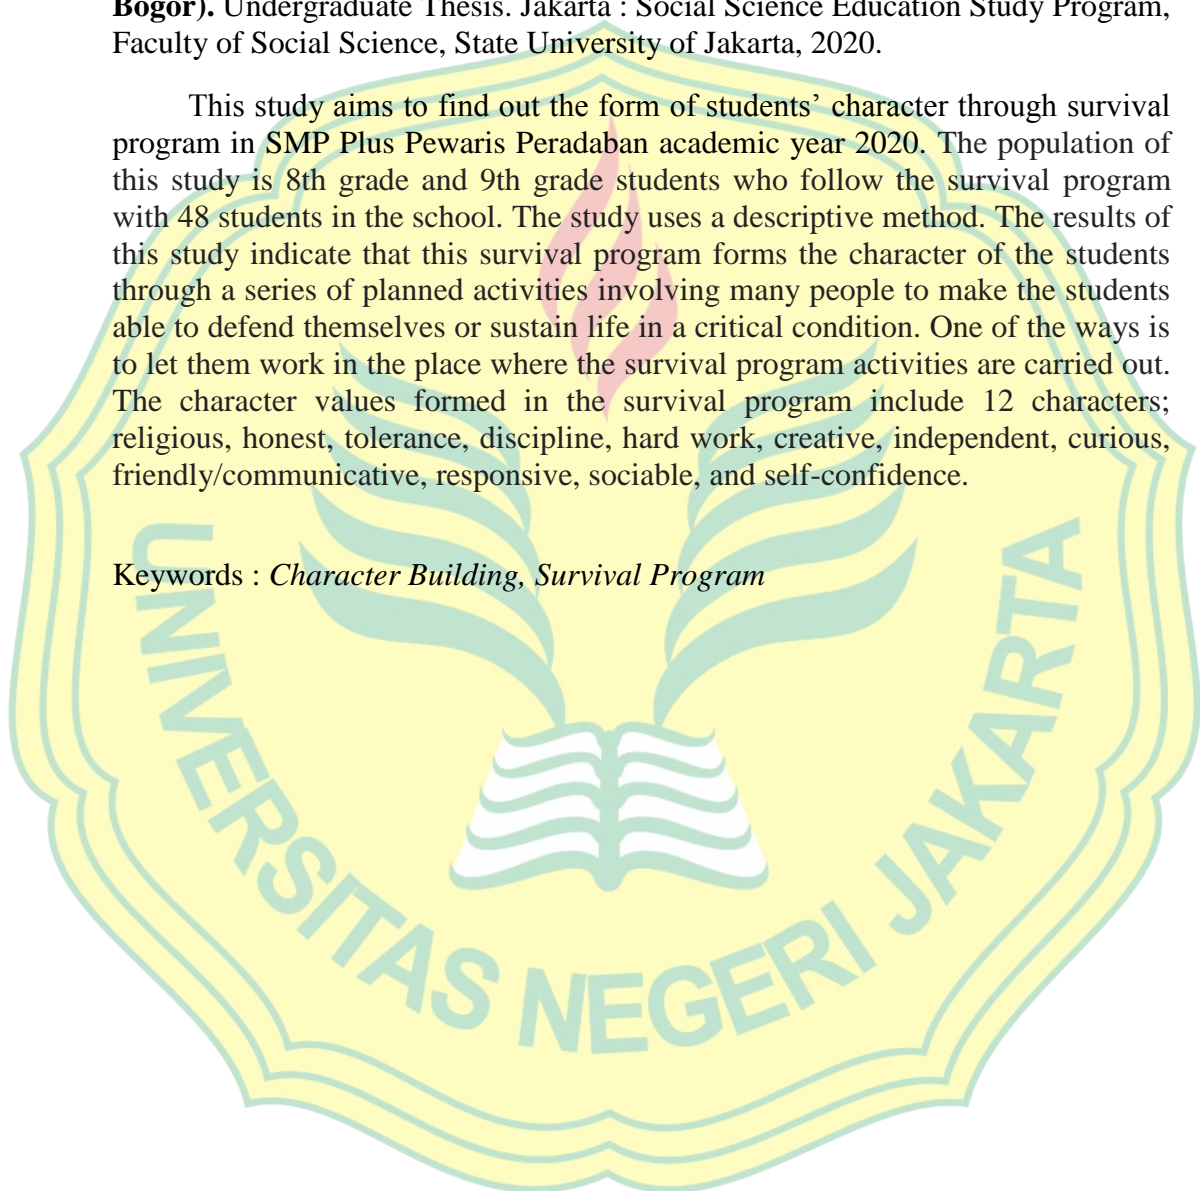 Bogor). Undergraduate Thesis. Jakarta : Social Science Education Study Program,
Faculty of Social Science, State University of Jakarta, 2020.
This study aims to find out the form of students’ character through survival
program in SMP Plus Pewaris Peradaban academic year 2020. The population of
this study is 8th grade and 9th grade students who follow the survival program
with 48 students in the school. The study uses a descriptive method. The results of
this study indicate that this survival program forms the character of the students
through a series of planned activities involving many people to make the students
able to defend themselves or sustain life in a critical condition. One of the ways is
to let them work in the place where the survival program activities are carried out.
The character values formed in the survival program include 12 characters;
religious, honest, tolerance, discipline, hard work, creative, independent, curious,
friendly/communicative, responsive, sociable, and self-confidence.
Keywords : Character Building, Survival Program
UNIVERSITAS NEGERI JAKARTA